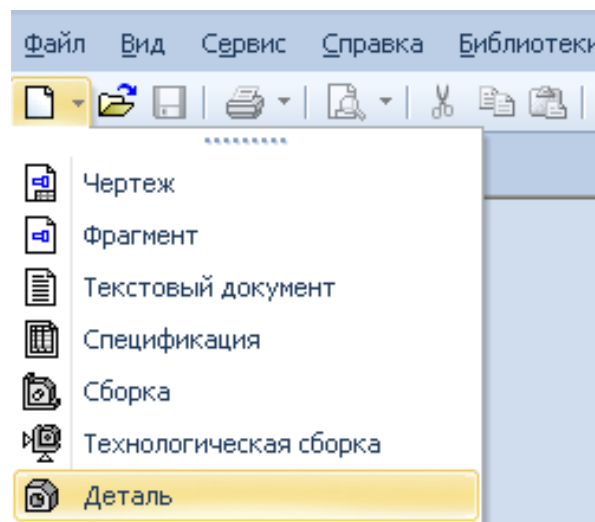 Файл Вид Сервис Справка Библиотеки
Чертеж
Фрагмент
Текстовый документ
Спецификация
Сборка
Технологическая сборка
Деталь